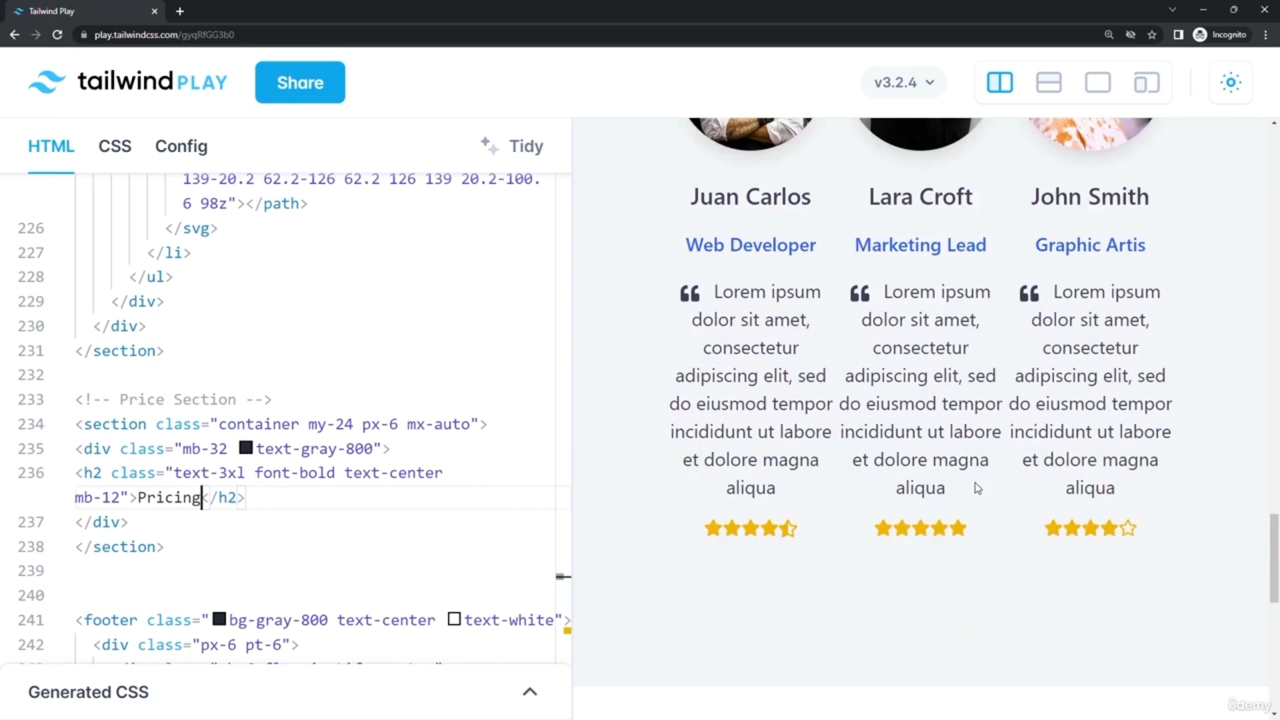 Tailwind Play
play.tailwindcss.com/gyqRfGG3b0
Incognito
tailwind PLAY
Share
v3.2.4
HTML CSS Config Tidy
139-20.2 62.2-126 62.2 126 139 20.2-100.
6 98z"></path>
226 </svg>
227 </li>
228 </ul>
229 </div>
230 </div>
231 </section>
232
233 <!-- Price Section -->
234 <section class="container my-24 px-6 mx-auto">
235 <div class="mb-32 text-gray-800">
236 <h2 class="text-3xl font-bold text-center
mb-12">Pricing</h2>
237 </div>
238 </section>
239
240
241 <footer class="bg-gray-800 text-center text-white">
242 <div class="px-6 pt-6">
Generated CSS
Juan Carlos
Web Developer
Lorem ipsum
dolor sit amet,
consectetur
adipiscing elit, sed
do eiusmod tempor
incididunt ut labore
et dolore magna
aliqua
Lara Croft
Marketing Lead
Lorem ipsum
dolor sit amet,
consectetur
adipiscing elit, sed
do eiusmod tempor
incididunt ut labore
et dolore magna
aliqua
John Smith
Graphic Artis
Lorem ipsum
dolor sit amet,
consectetur
adipiscing elit, sed
do eiusmod tempor
incididunt ut labore
et dolore magna
aliqua
ûdemy